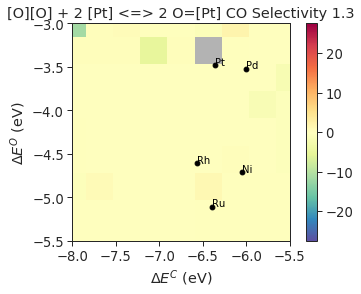 [O][O] + 2 [Pt] <=> 2 O=[Pt] CO Selectivity 1.3
−3.0
−3.5
−4.0
−4.5
−5.0
−5.5
ΔE^O (eV)
Pt
Pd
Rh
Ni
Ru
−8.0 −7.5 −7.0 −6.5 −6.0 −5.5
ΔE^C (eV)
20
10
0
−10
−20